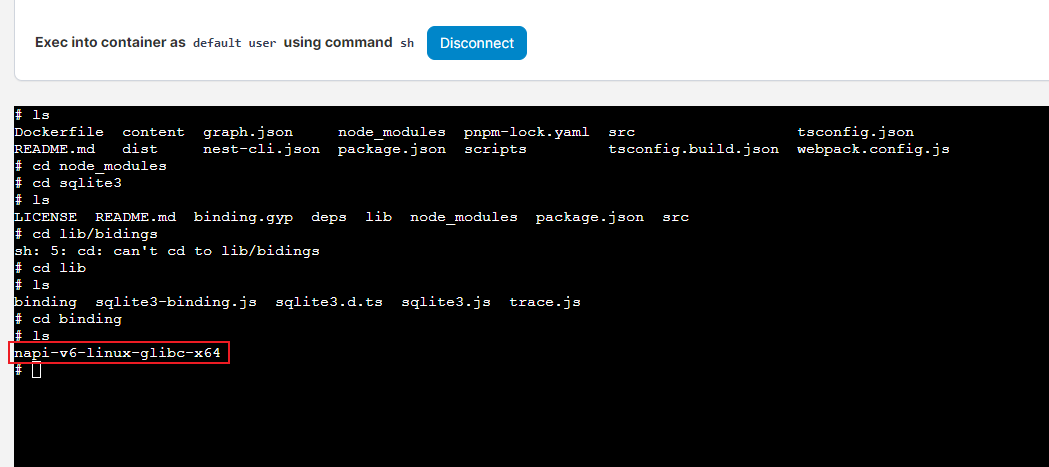 Exec into container as default user using command sh Disconnect
# ls
Dockerfile content graph.json node_modules pnpm-lock.yaml src tsconfig.json
README.md dist nest-cli.json package.json scripts tsconfig.build.json webpack.config.js
# cd node_modules
# cd sqlite3
# ls
LICENSE README.md binding.gyp deps lib node_modules package.json src
# cd lib/bidings
sh: 5: cd: can't cd to lib/bidings
# cd lib
# ls
binding sqlite3-binding.js sqlite3.d.ts sqlite3.js trace.js
# cd binding
# ls
napi-v6-linux-glibc-x64
#